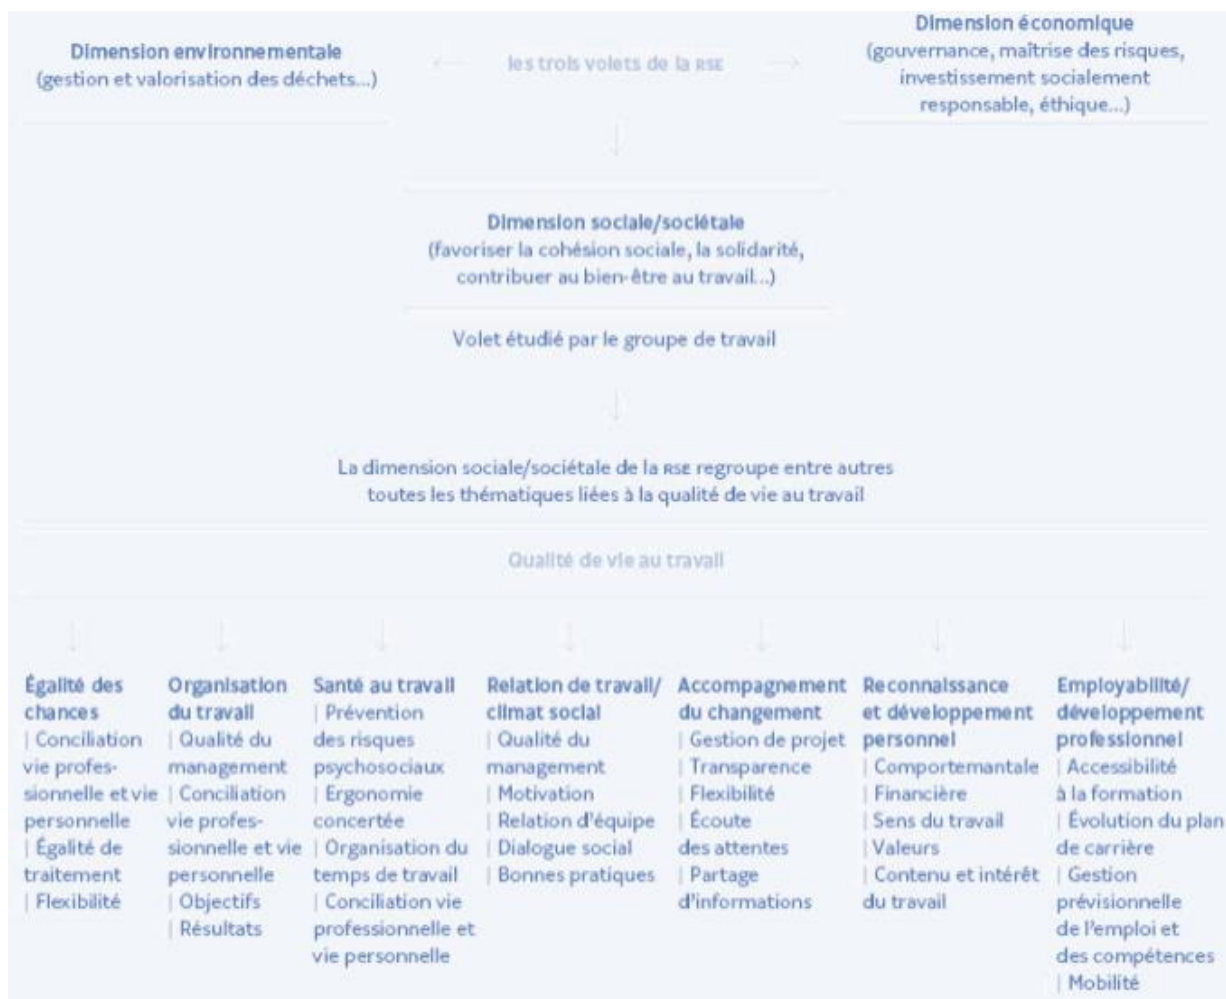 Dimension environnementale
(gestion et valorisation des déchets...)
les trois volets de la RSE
Dimension économique
(gouvernance, maîtrise des risques,
investissement socialement
responsable, éthique...)
Dimension sociale/sociétale
(favoriser la cohésion sociale, la solidarité,
contribuer au bien-être au travail...)
Volet étudié par le groupe de travail
La dimension sociale/sociétale de la RSE regroupe entre autres
toutes les thématiques liées à la qualité de vie au travail
Qualité de vie au travail
Égalité des
chances
| Conciliation
vie profes-
sionnelle et vie
personnelle
| Égalité de
traitement
| Flexibilité
Organisation
du travail
| Qualité du
management
| Conciliation
vie profes-
sionnelle et vie
personnelle
| Objectifs
| Résultats
Santé au travail
| Prévention
des risques
psychosociaux
| Ergonomie
concertée
| Organisation du
temps de travail
| Conciliation vie
professionnelle et
vie personnelle
Relation de travail/
climat social
| Qualité du
management
| Motivation
| Relation d'équipe
| Dialogue social
| Bonnes pratiques
Accompagnement
du changement
| Gestion de projet
| Transparence
| Flexibilité
| Écoute
des attentes
| Partage
d'informations
Reconnaissance
et développement
personnel
| Comportemantale
| Financière
| Sens du travail
| Valeurs
| Contenu et intérêt
du travail
Employabilité/
développement
professionnel
| Accessibilité
à la formation
| Évolution du plan
de carrière
| Gestion
prévisionnelle
de l'emploi et
des compétences
| Mobilité